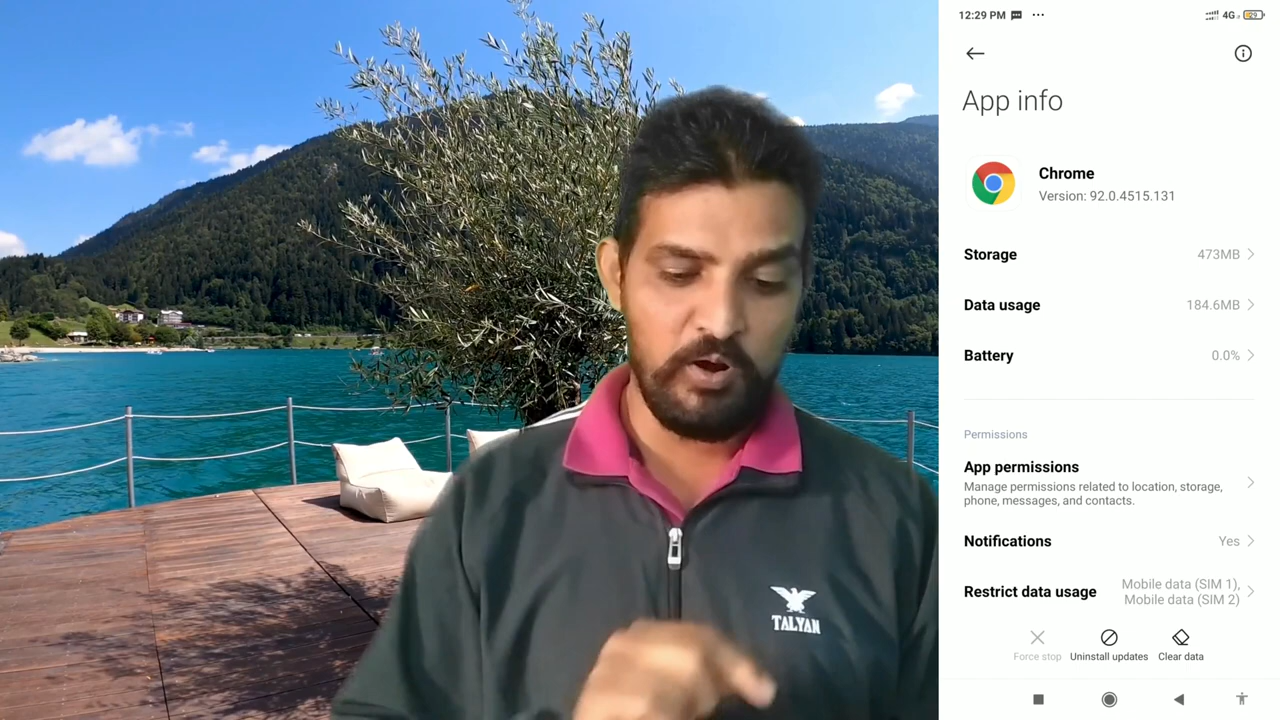 12:29 PM
4G
29
App info
Chrome
Version: 92.0.4515.131
Storage 473MB
Data usage 184.6MB
Battery 0.0%
Permissions
App permissions
Manage permissions related to location, storage,
phone, messages, and contacts.
Notifications Yes
Restrict data usage Mobile data (SIM 1),
Mobile data (SIM 2)
Force stop Uninstall updates Clear data
TALYAN